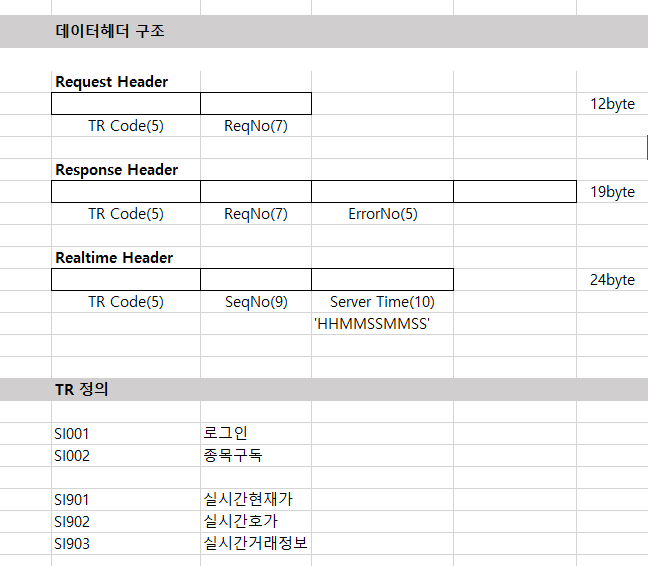 데이터헤더 구조
Request Header
12byte
TR Code(5) ReqNo(7)
Response Header
19byte
TR Code(5) ReqNo(7) ErrorNo(5)
Realtime Header
24byte
TR Code(5) SeqNo(9) Server Time(10)
'HHMMSSMMSS'
TR 정의
SI001 로그인
SI002 종목구독
SI901 실시간현재가
SI902 실시간호가
SI903 실시간거래정보